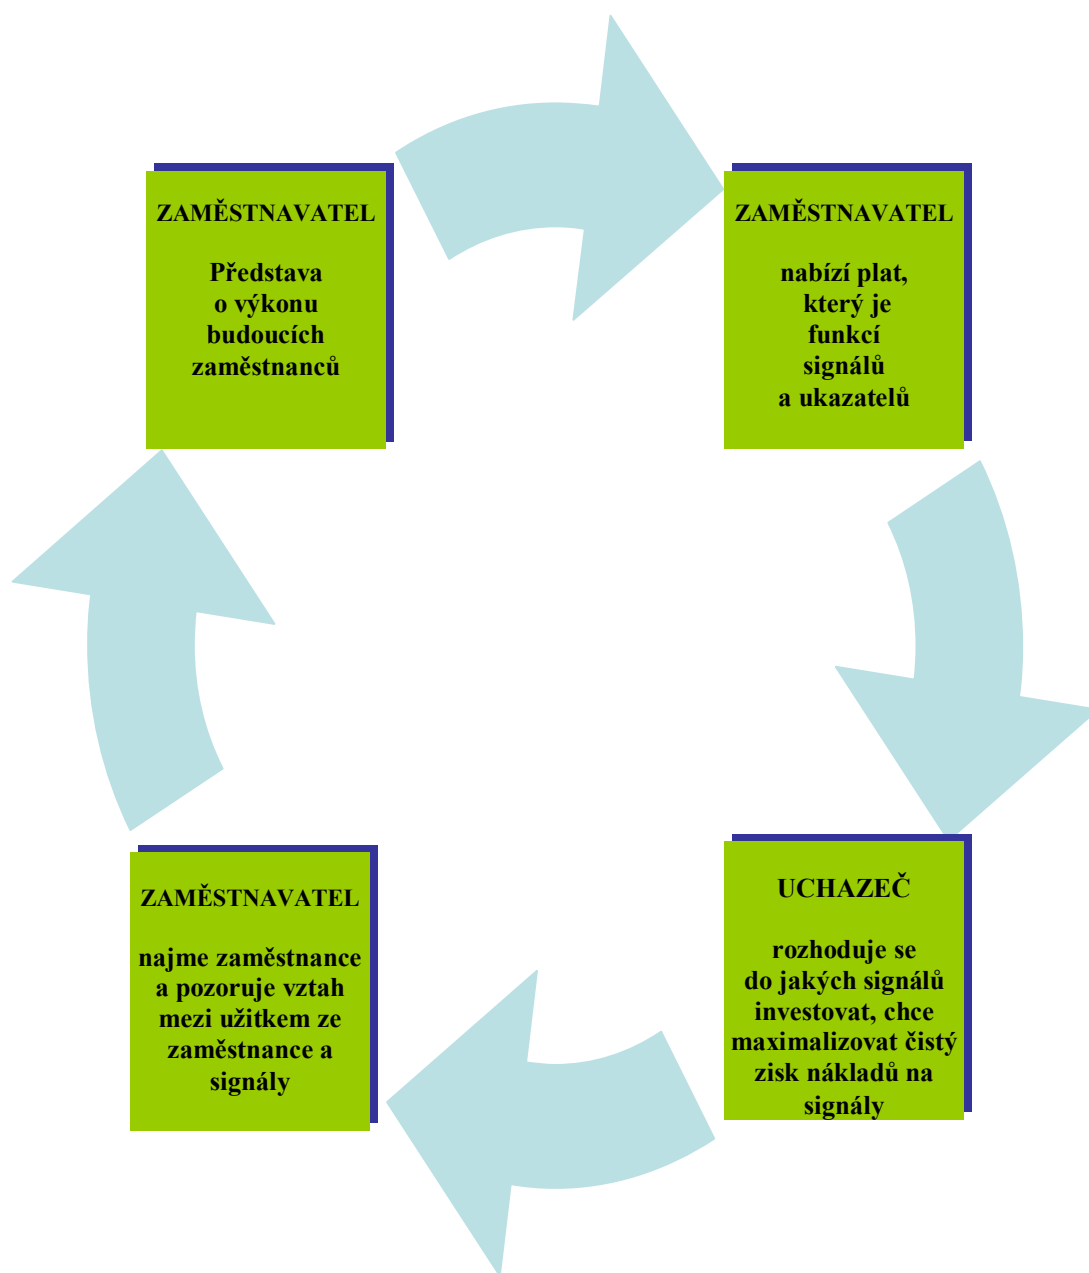 ZAMĚSTNAVATEL
Představa
o výkonu
budoucích
zaměstnanců
ZAMĚSTNAVATEL
nabízí plat,
který je
funkcí
signálů
a ukazatelů
UCHAZEČ
rozhoduje se
do jakých signálů
investovat, chce
maximalizovat čistý
zisk nákladů na
signály
ZAMĚSTNAVATEL
najme zaměstnance
a pozoruje vztah
mezi užitkem ze
zaměstnance a
signály